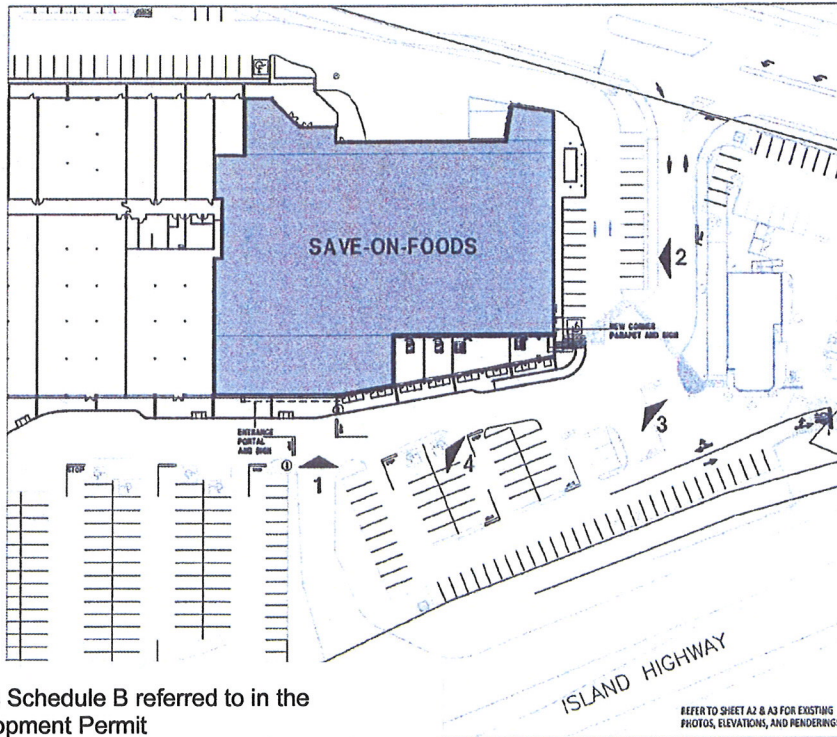 SAVE-ON-FOODS
2
NEW CORNER
PARAPET AND SIGN
ENTRANCE
PORTAL
AND SIGN
3
4
STOP
1
ISLAND HIGHWAY
Schedule B referred to in the
opment Permit
REFER TO SHEET A2 & A3 FOR EXISTING
PHOTOS, ELEVATIONS, AND RENDERINGS